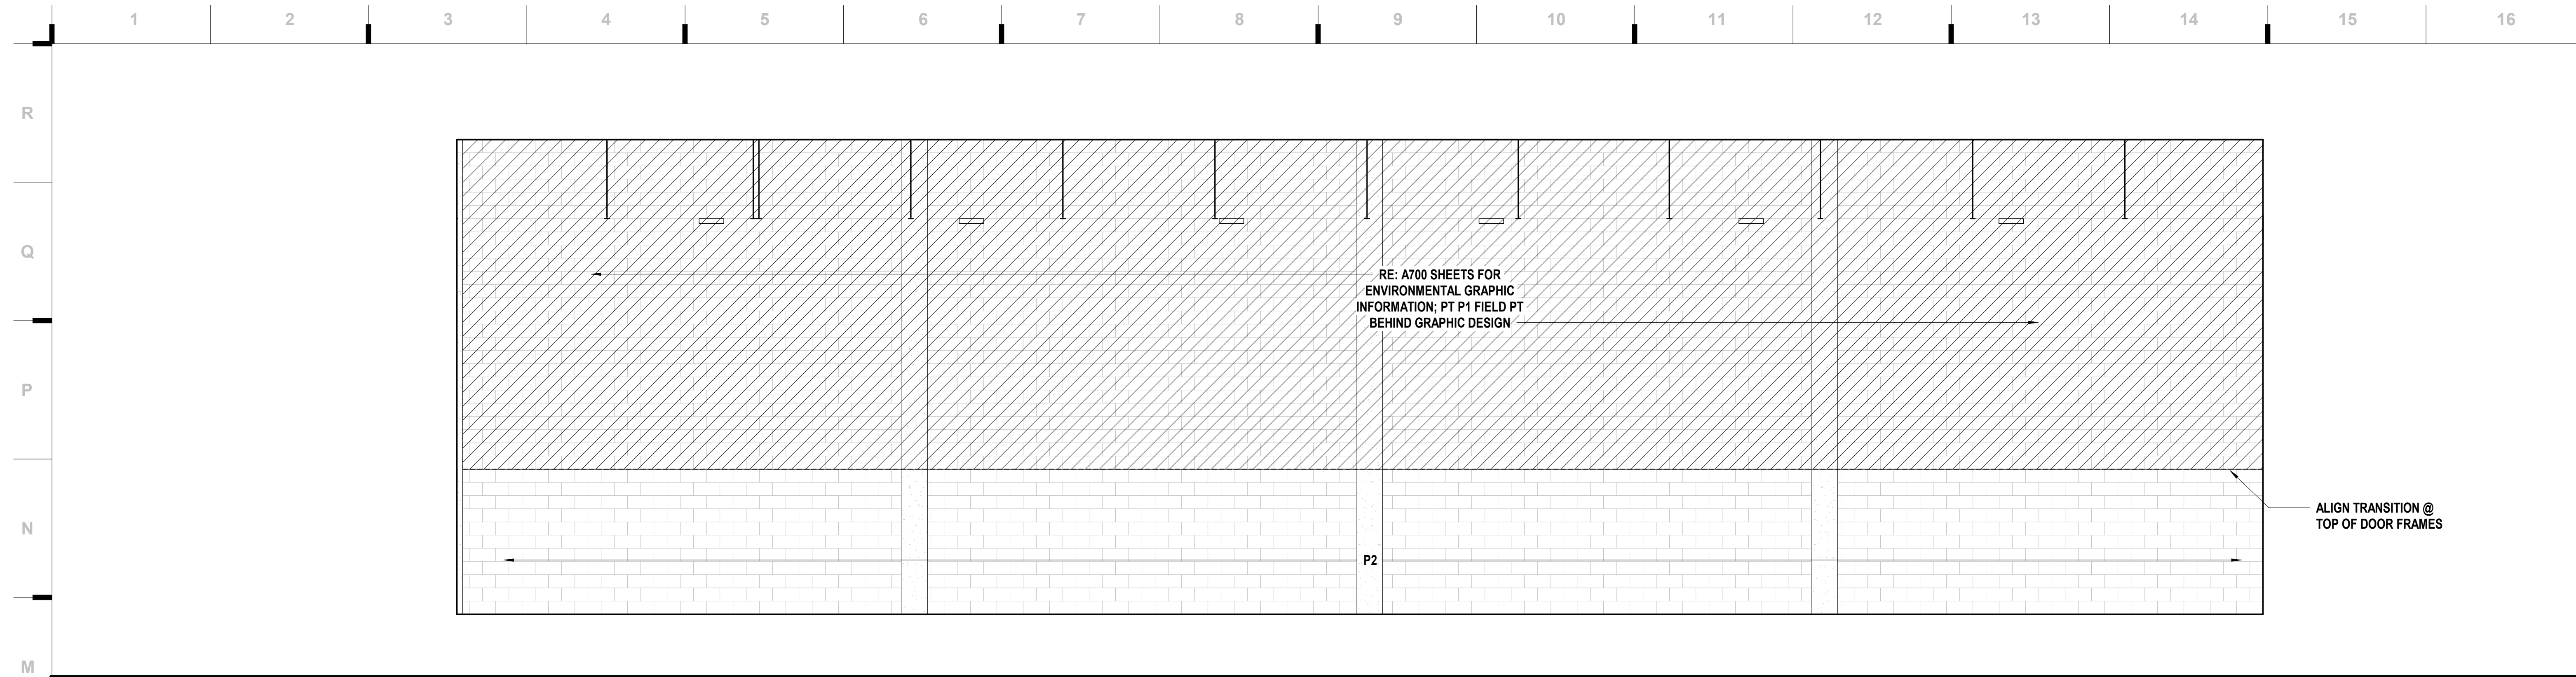 1 2 3 4 5 6 7 8 9 10 11 12 13 14 15 16
R
Q
RE: A700 SHEETS FOR
ENVIRONMENTAL GRAPHIC
INFORMATION; PT P1 FIELD PT
BEHIND GRAPHIC DESIGN
P
ALIGN TRANSITION @
TOP OF DOOR FRAMES
N
P2
M